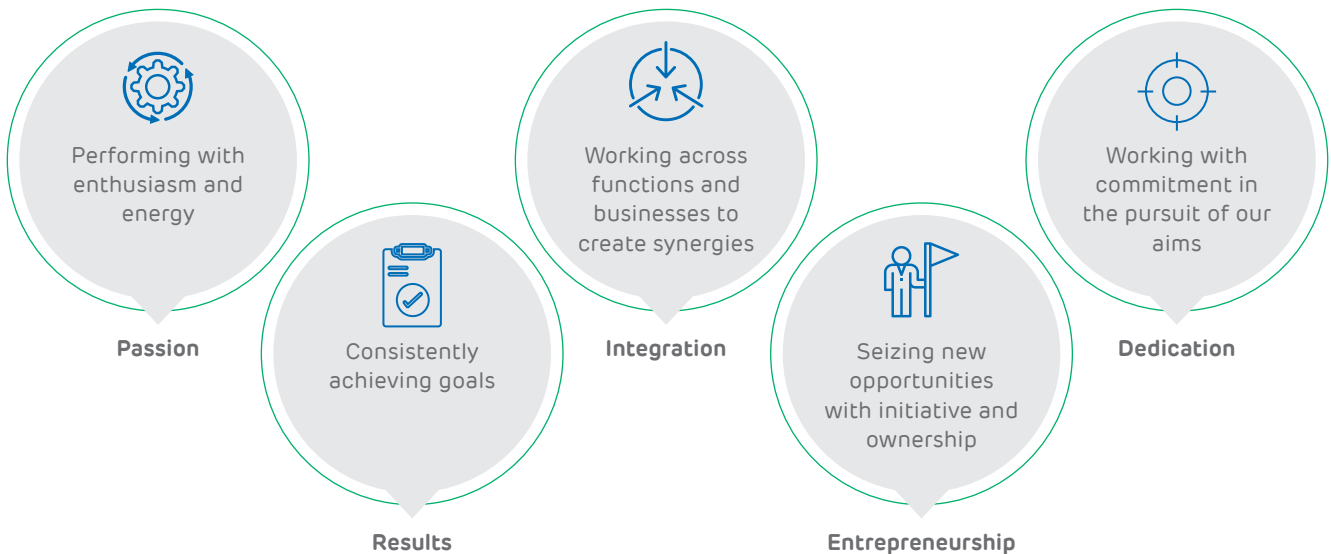 Performing with
enthusiasm and
energy
Passion
Consistently
achieving goals
Results
Working across
functions and
businesses to
create synergies
Integration
Seizing new
opportunities
with initiative and
ownership
Entrepreneurship
Working with
commitment in
the pursuit of our
aims
Dedication